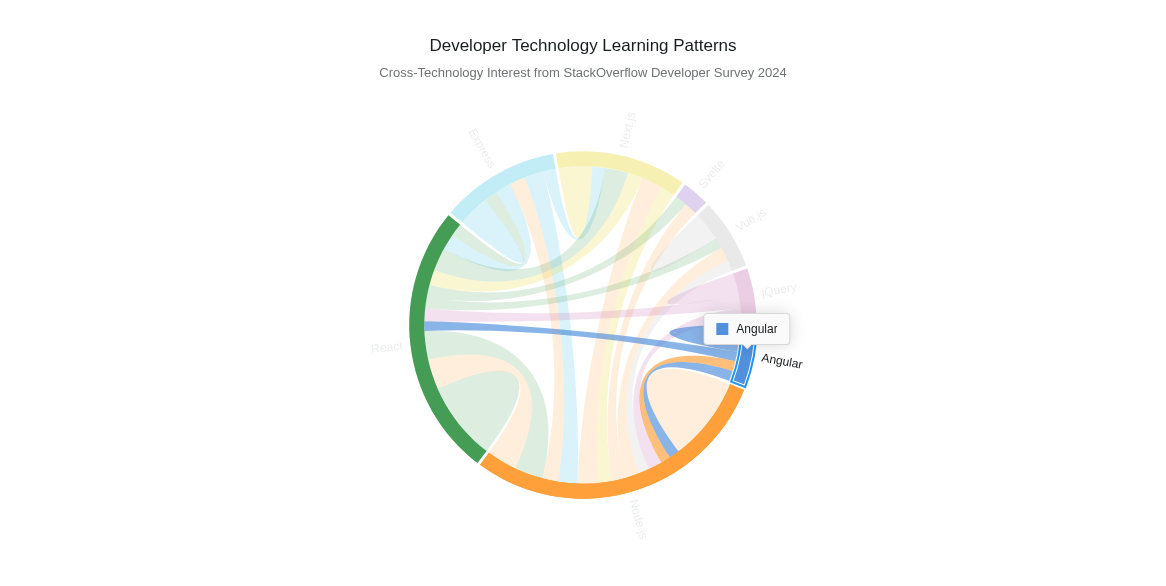 Developer Technology Learning Patterns
Cross-Technology Interest from StackOverflow Developer Survey 2024
Next.js
Express
Svelte
Vue.js
jQuery
Angular
Angular
React
Node.js